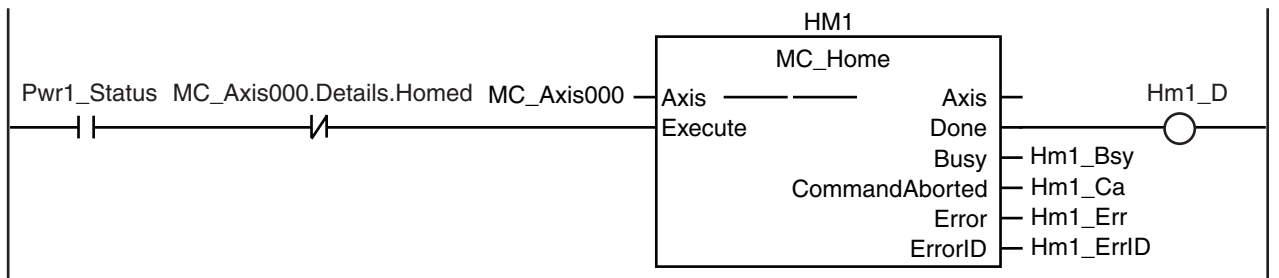 HM1
MC_Home
Pwr1_Status MC_Axis000.Details.Homed MC_Axis000 Axis Axis Hm1_D
Execute Done
Busy Hm1_Bsy
CommandAborted Hm1_Ca
Error Hm1_Err
ErrorID Hm1_ErrID